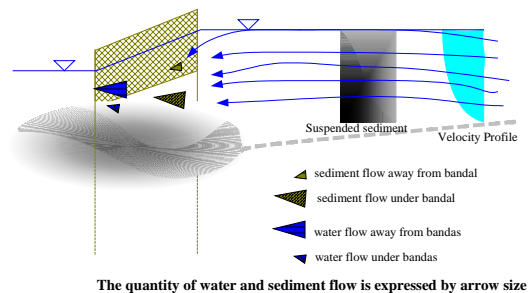 Suspended sediment
Velocity Profile
sediment flow away from bandal
sediment flow under bandal
water flow away from bandas
water flow under bandas
The quantity of water and sediment flow is expressed by arrow size